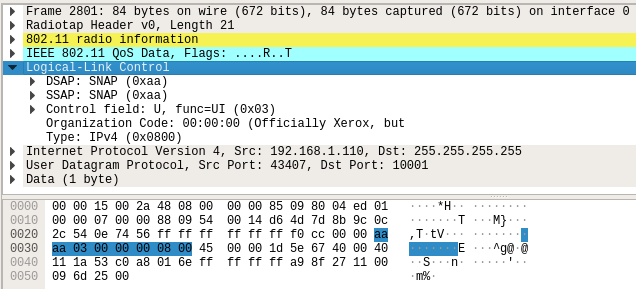 Frame 2801: 84 bytes on wire (672 bits), 84 bytes captured (672 bits) on interface 0
Radiotap Header v0, Length 21
802.11 radio information
IEEE 802.11 QoS Data, Flags: ....R..T
Logical-Link Control
DSAP: SNAP (0xaa)
SSAP: SNAP (0xaa)
Control field: U, func=UI (0x03)
Organization Code: 00:00:00 (Officially Xerox, but
Type: IPv4 (0x0800)
Internet Protocol Version 4, Src: 192.168.1.110, Dst: 255.255.255.255
User Datagram Protocol, Src Port: 43407, Dst Port: 10001
Data (1 byte)
0000 00 00 15 00 2a 48 08 00 00 00 85 09 80 04 ed 01 ····*H·· ········
0010 00 00 07 00 00 88 09 54 00 14 d6 4d 7d 8b 9c 0c ·······T ···M}···
0020 2c 54 0e 74 56 ff ff ff ff ff ff f0 cc 00 00 aa ,T·tV··· ········
0030 aa 03 00 00 00 08 00 45 00 00 1d 5e 67 40 00 40 ·······E ···^g@·@
0040 11 1a 53 c0 a8 01 6e ff ff ff ff a9 8f 27 11 00 ··S···n· ·····'··
0050 09 6d 25 00 ·m%·